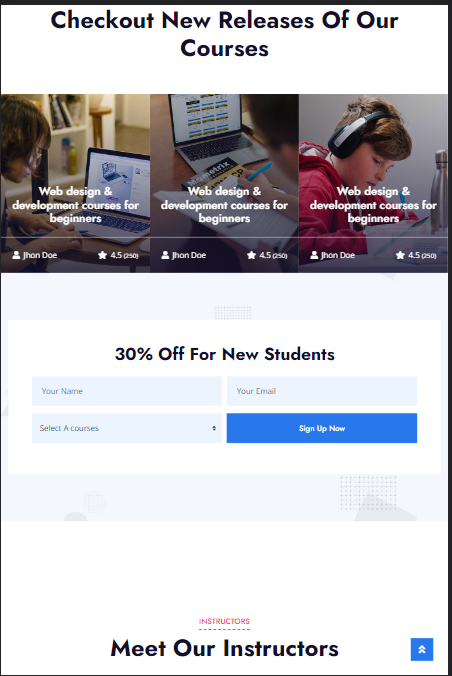 Checkout New Releases Of Our
Courses
Web design &
development courses for
beginners
Jhon Doe
4.5 (250)
Web design &
development courses for
beginners
Jhon Doe
4.5 (250)
Web design &
development courses for
beginners
Jhon Doe
4.5 (250)
30% Off For New Students
Your Name
Your Email
Select A courses
Sign Up Now
INSTRUCTORS
Meet Our Instructors